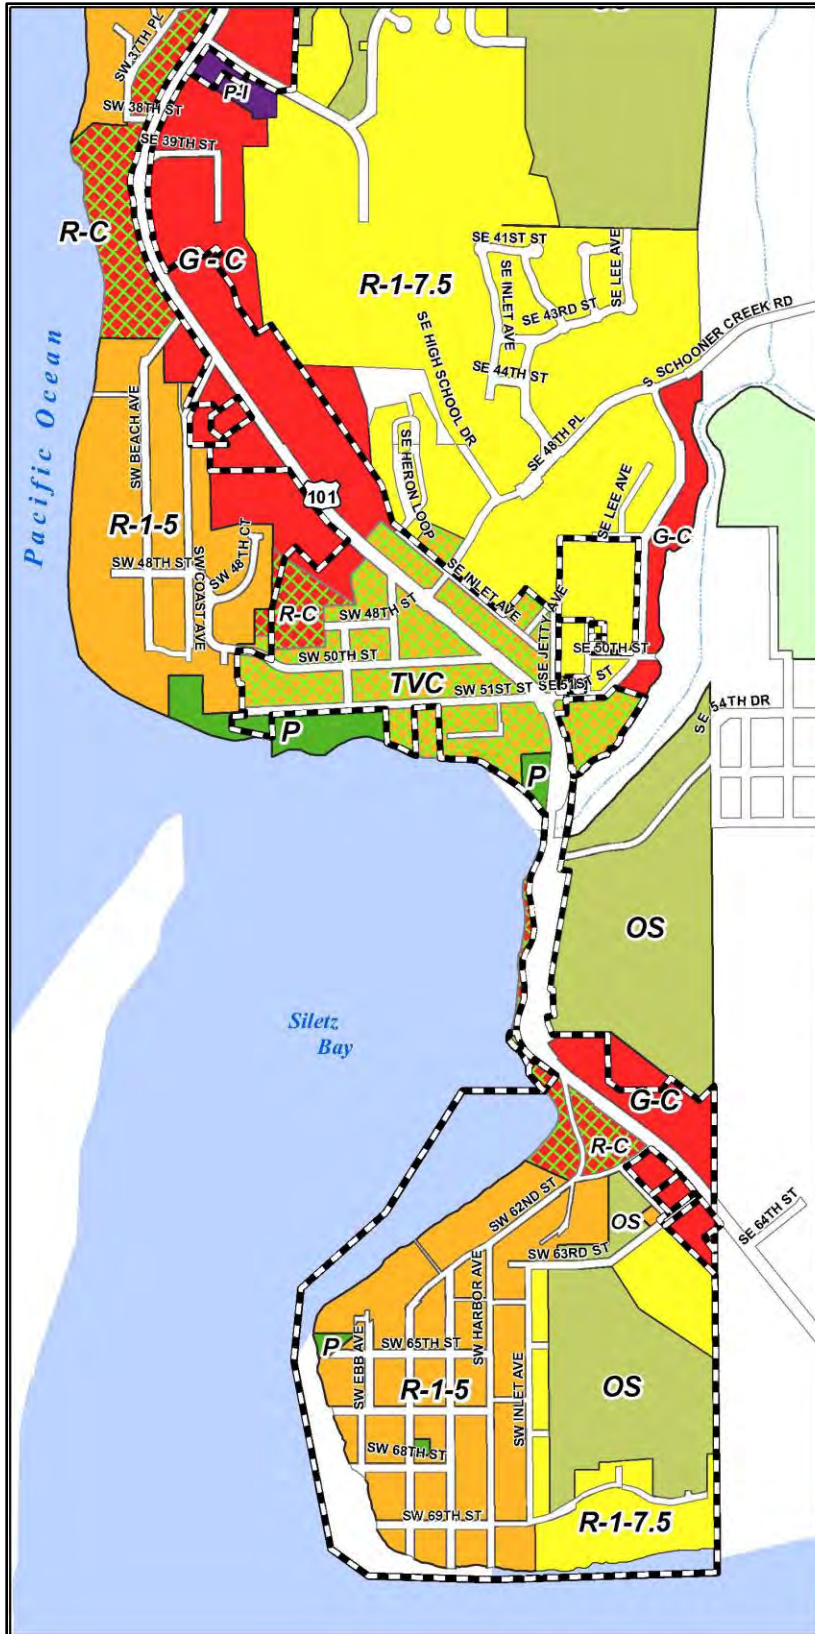 OS
SW 37TH PL
P-I
SW 38TH ST
SE 39TH ST
R-C
G - C
SE 41ST ST
SE LEE AVE
SE INLET AVE
R-1-7.5
SE 43RD ST
SE HIGH SCHOOL DR
S SCHOONER CREEK RD
Pacific Ocean
SE 44TH ST
SW BEACH AVE
SE 48TH PL
SE HERON LOOP
101
SE LEE AVE
R-1-5
G-C
SW 48TH CT
SW 48TH ST
SW COAST AVE
SE INLET AVE
R-C
SW 48TH ST
SE JETTY AVE
SE 50TH ST
SW 50TH ST
TVC
SW 51ST ST
SE 51ST ST
SE 54TH DR
P
P
OS
Siletz
Bay
G-C
R-C
SW 62ND ST
OS
SE 64TH ST
SW 63RD ST
SW HARBOR AVE
P
SW EBB AVE
SW 65TH ST
R-1-5
SW INLET AVE
OS
SW 68TH ST
SW 69TH ST
R-1-7.5